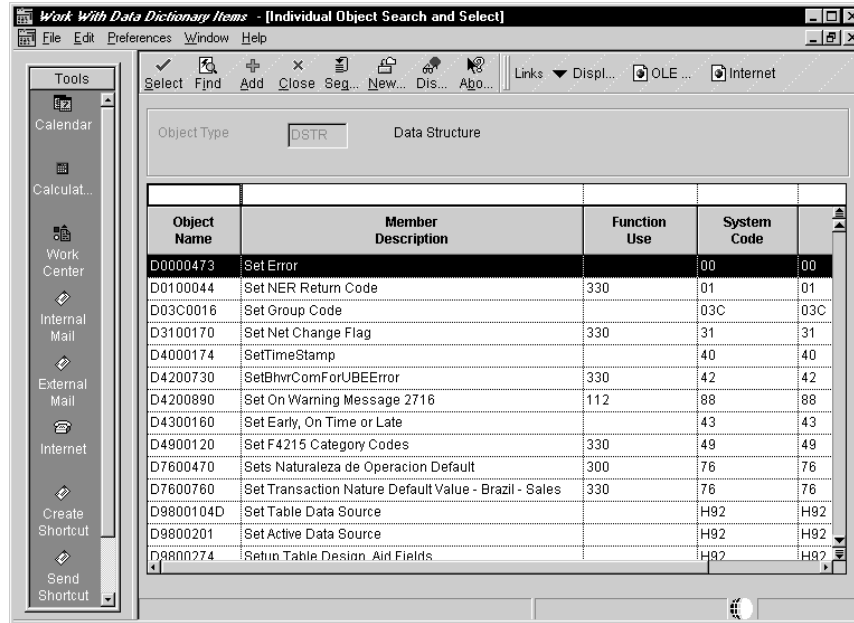 Work With Data Dictionary Items - [Individual Object Search and Select]
File Edit Preferences Window Help
Tools
Select Find Add Close Seq... New... Dis... Abo... Links Displ... OLE ... Internet
Calendar
Object Type DSTR Data Structure
Calculat...
Work Center
Internal Mail
External Mail
Internet
Create Shortcut
Send Shortcut
Object Name Member Description Function Use System Code
D0000473 Set Error 00 00
D0100044 Set NER Return Code 330 01 01
D03C0016 Set Group Code 03C 03C
D3100170 Set Net Change Flag 330 31 31
D4000174 SetTimeStamp 40 40
D4200730 SetBhvrComForUBEError 330 42 42
D4200890 Set On Warning Message 2716 112 88 88
D4300160 Set Early, On Time or Late 43 43
D4900120 Set F4215 Category Codes 330 49 49
D7600470 Sets Naturaleza de Operacion Default 300 76 76
D7600760 Set Transaction Nature Default Value - Brazil - Sales 330 76 76
D9800104D Set Table Data Source H92 H92
D9800201 Set Active Data Source H92 H92
D9800274 Setup Table Design Aid Fields H92 H92